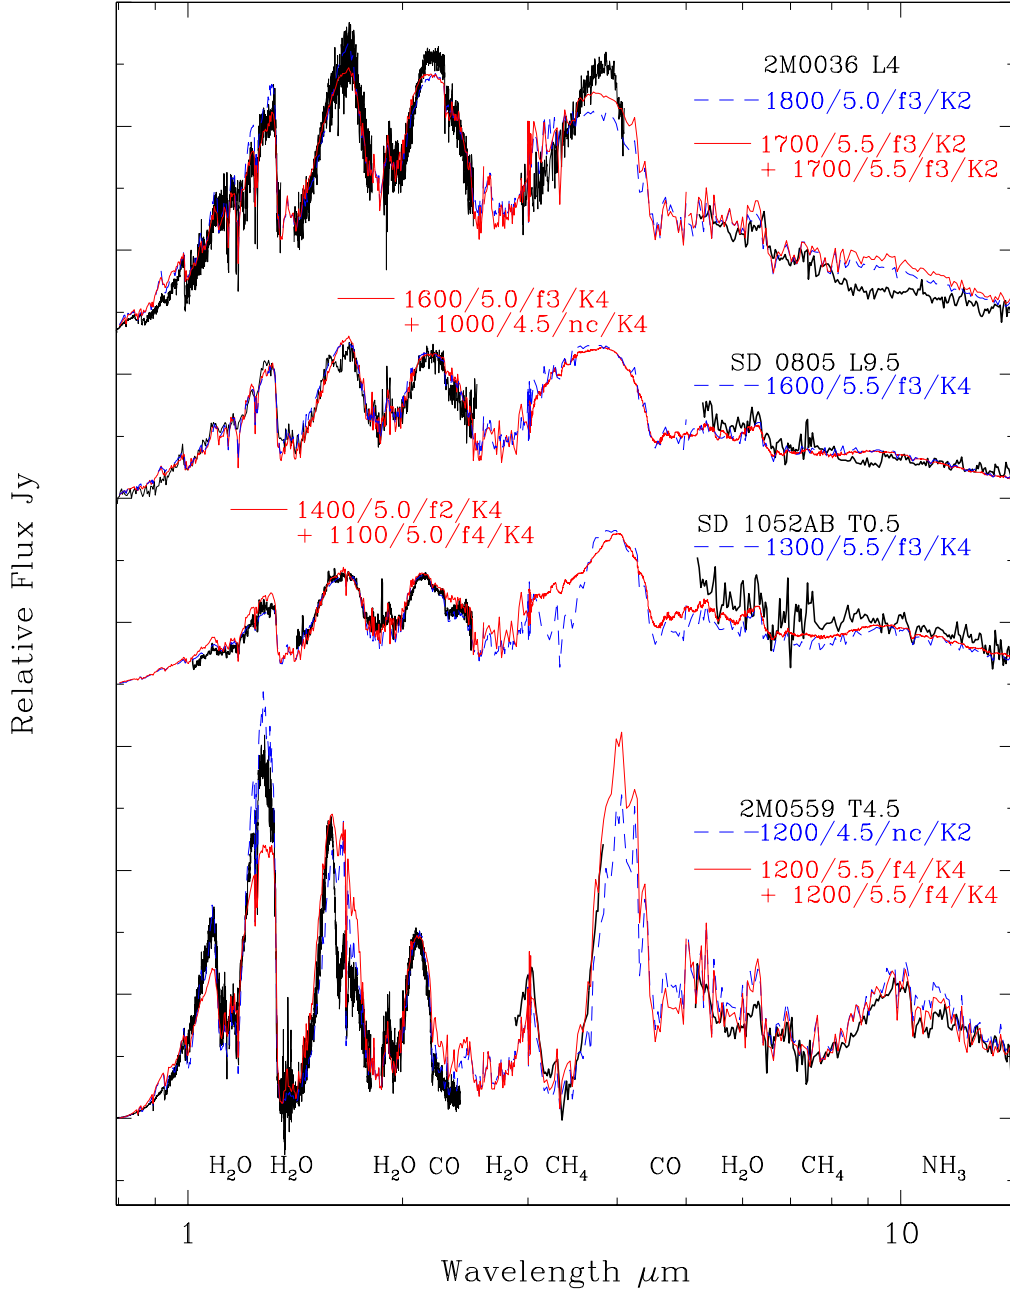 2M0036 L4
1800/5.0/f3/K2
1700/5.5/f3/K2
+ 1700/5.5/f3/K2
1600/5.0/f3/K4
+ 1000/4.5/nc/K4
SD 0805 L9.5
1600/5.5/f3/K4
1400/5.0/f2/K4
+ 1100/5.0/f4/K4
SD 1052AB T0.5
1300/5.5/f3/K4
2M0559 T4.5
1200/4.5/nc/K2
1200/5.5/f4/K4
+ 1200/5.5/f4/K4
H₂O H₂O H₂O CO H₂O CH₄ CO H₂O CH₄ NH₃
1 10
Wavelength μm
Relative Flux Jy